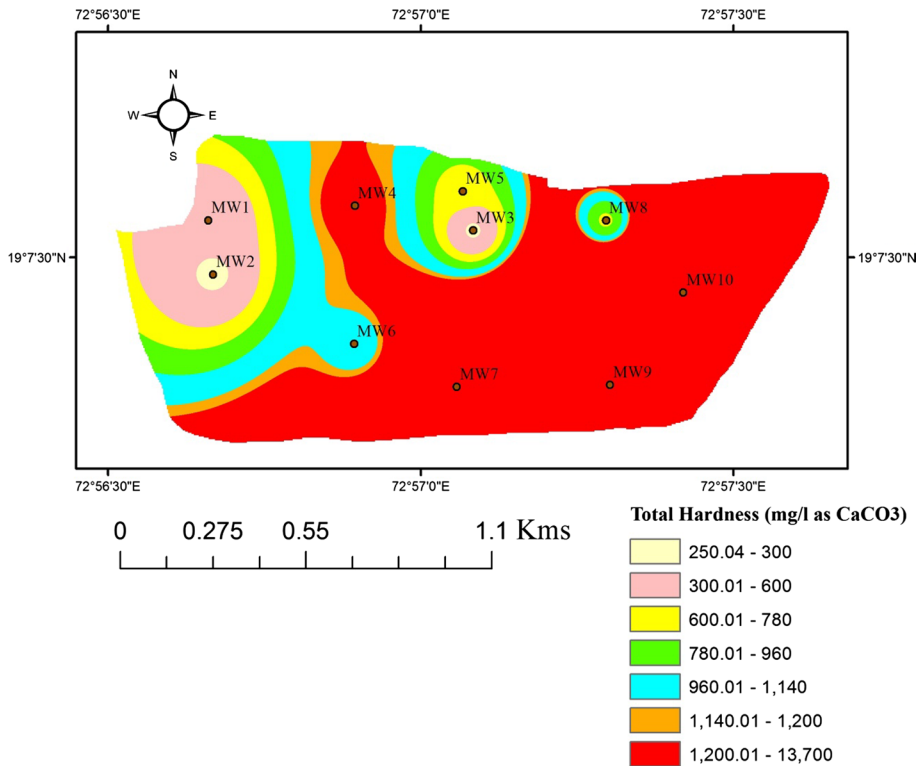 72°56'30"E 72°57'0"E 72°57'30"E
N
W E
S
MW5
MW4
MW1 MW3 MW8
19°7'30"N 19°7'30"N
MW2
MW10
MW6
MW7 MW9
72°56'30"E 72°57'0"E 72°57'30"E
0 0.275 0.55 1.1 Kms
Total Hardness (mg/l as CaCO3)
250.04 - 300
300.01 - 600
600.01 - 780
780.01 - 960
960.01 - 1,140
1,140.01 - 1,200
1,200.01 - 13,700